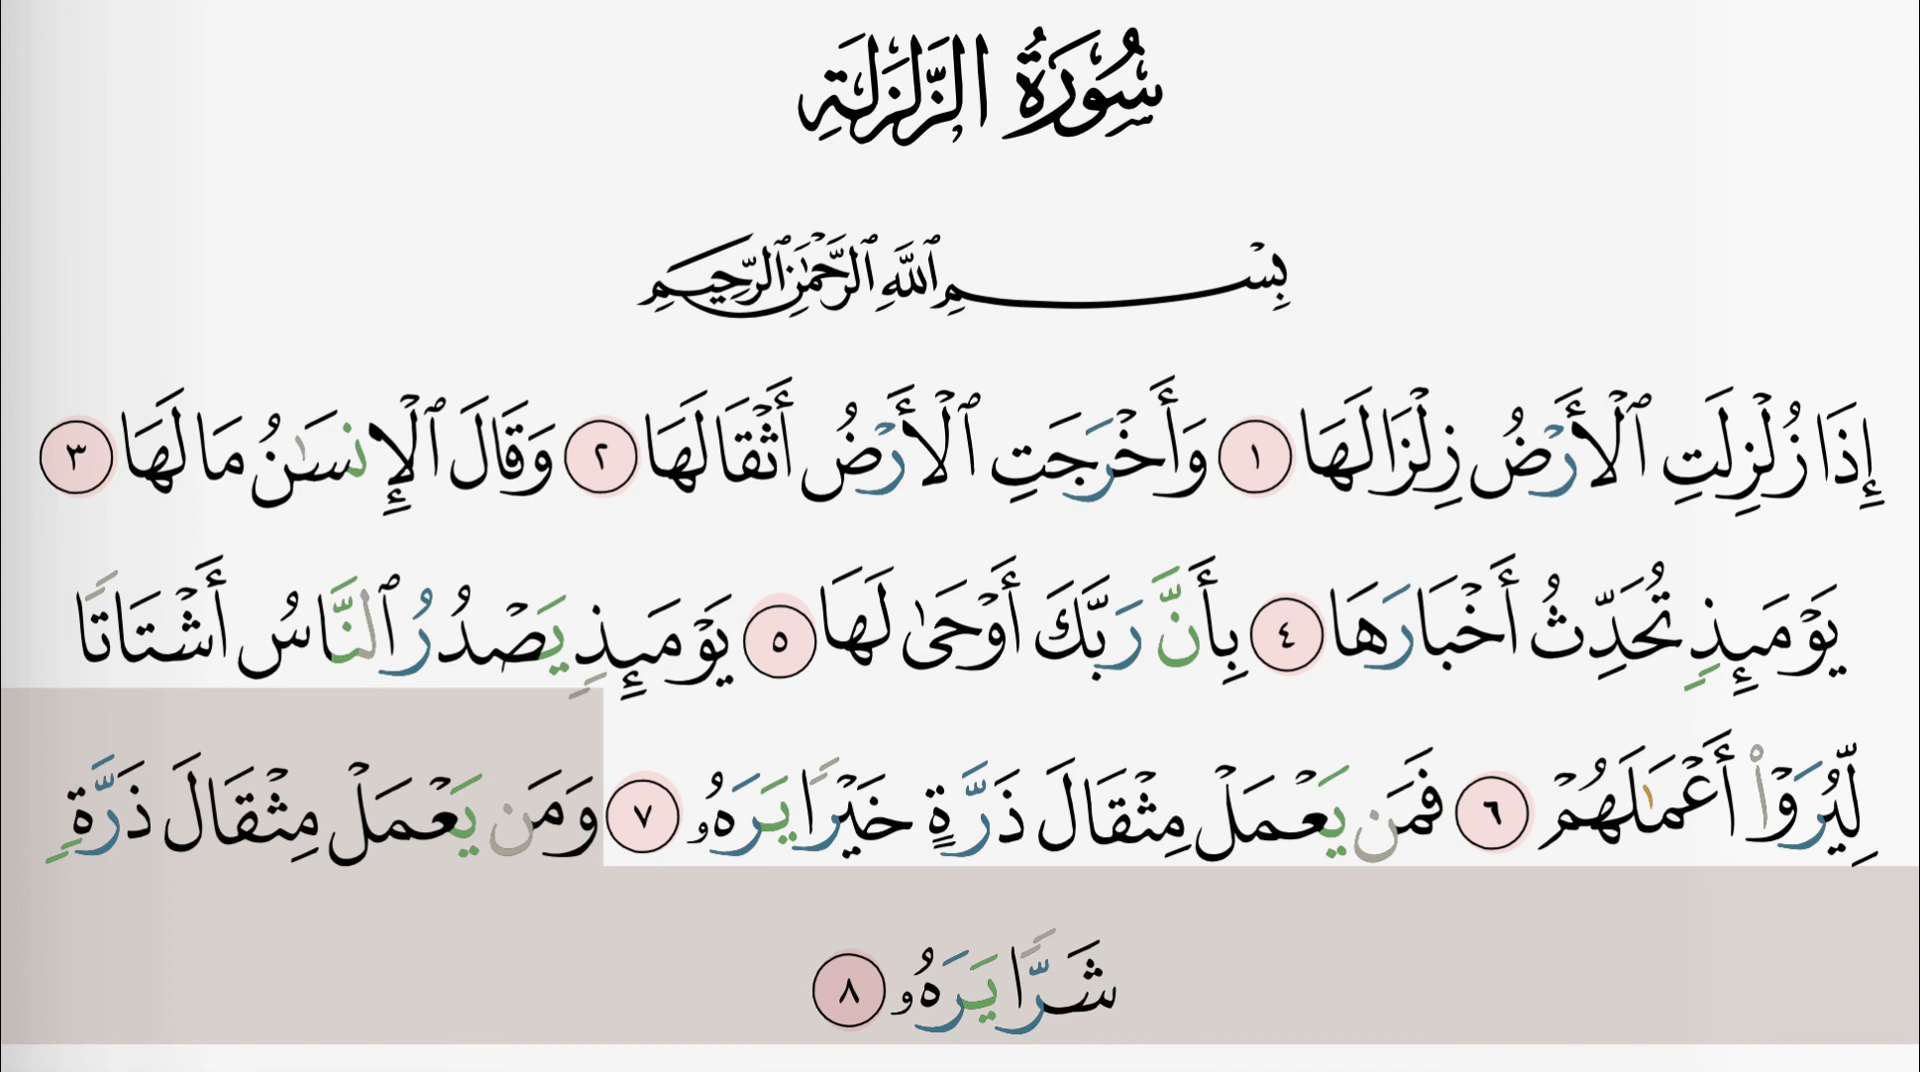 سُورَةُ الزَّلْزَلَةِ
بِسْمِ ٱللَّهِ ٱلرَّحْمَٰنِ ٱلرَّحِيمِ
إِذَا زُلْزِلَتِ ٱلْأَرْضُ زِلْزَالَهَا ١ وَأَخْرَجَتِ ٱلْأَرْضُ أَثْقَالَهَا ٢ وَقَالَ ٱلْإِنسَٰنُ مَا لَهَا ٣
يَوْمَئِذٍ تُحَدِّثُ أَخْبَارَهَا ٤ بِأَنَّ رَبَّكَ أَوْحَىٰ لَهَا ٥ يَوْمَئِذٍ يَصْدُرُ ٱلنَّاسُ أَشْتَاتًا
لِّيُرَوْا۟ أَعْمَٰلَهُمْ ٦ فَمَن يَعْمَلْ مِثْقَالَ ذَرَّةٍ خَيْرًا يَرَهُۥ ٧ وَمَن يَعْمَلْ مِثْقَالَ ذَرَّةٍ
شَرًّا يَرَهُۥ ٨